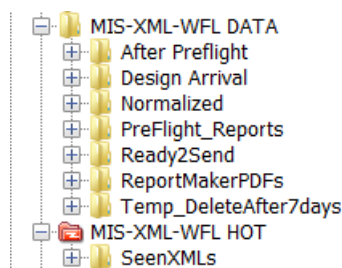 MIS-XML-WFL DATA
After Preflight
Design Arrival
Normalized
PreFlight_Reports
Ready2Send
ReportMakerPDFs
Temp_DeleteAfter7days
MIS-XML-WFL HOT
SeenXMLs